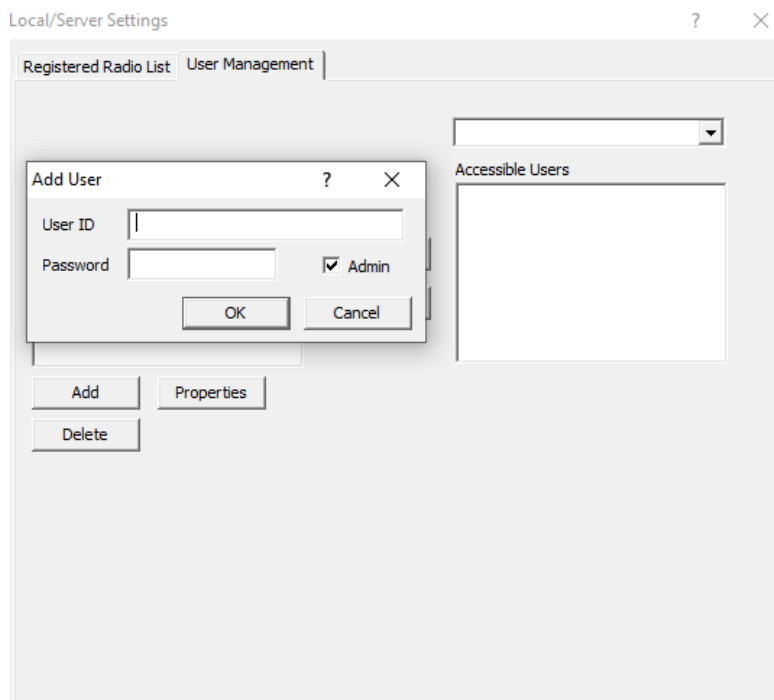 Local/Server Settings
Registered Radio List
User Management
Add User
User ID
Password
Admin
OK
Cancel
Accessible Users
Add
Properties
Delete